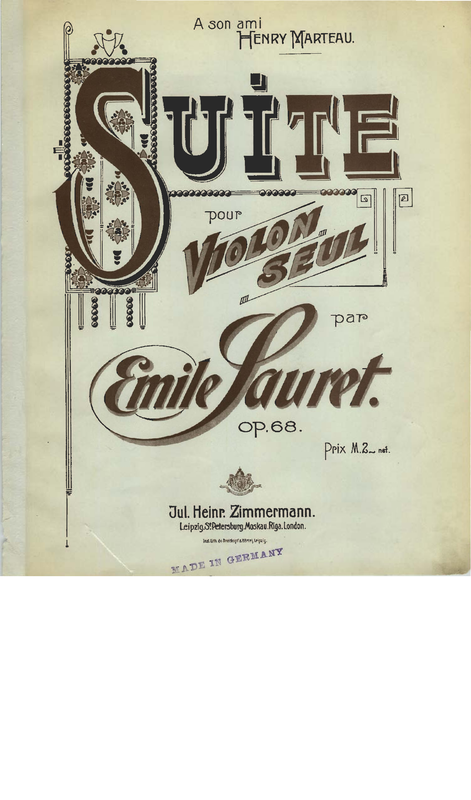 A son ami
HENRY MARTEAU.
SUITE
pour
VIOLON
SEUL
par
Emile Sauret.
OP. 68.
Prix M. 2_ net.
Jul. Heinr. Zimmermann.
Leipzig, St Petersburg, Moskau, Riga, London.
MADE IN GERMANY